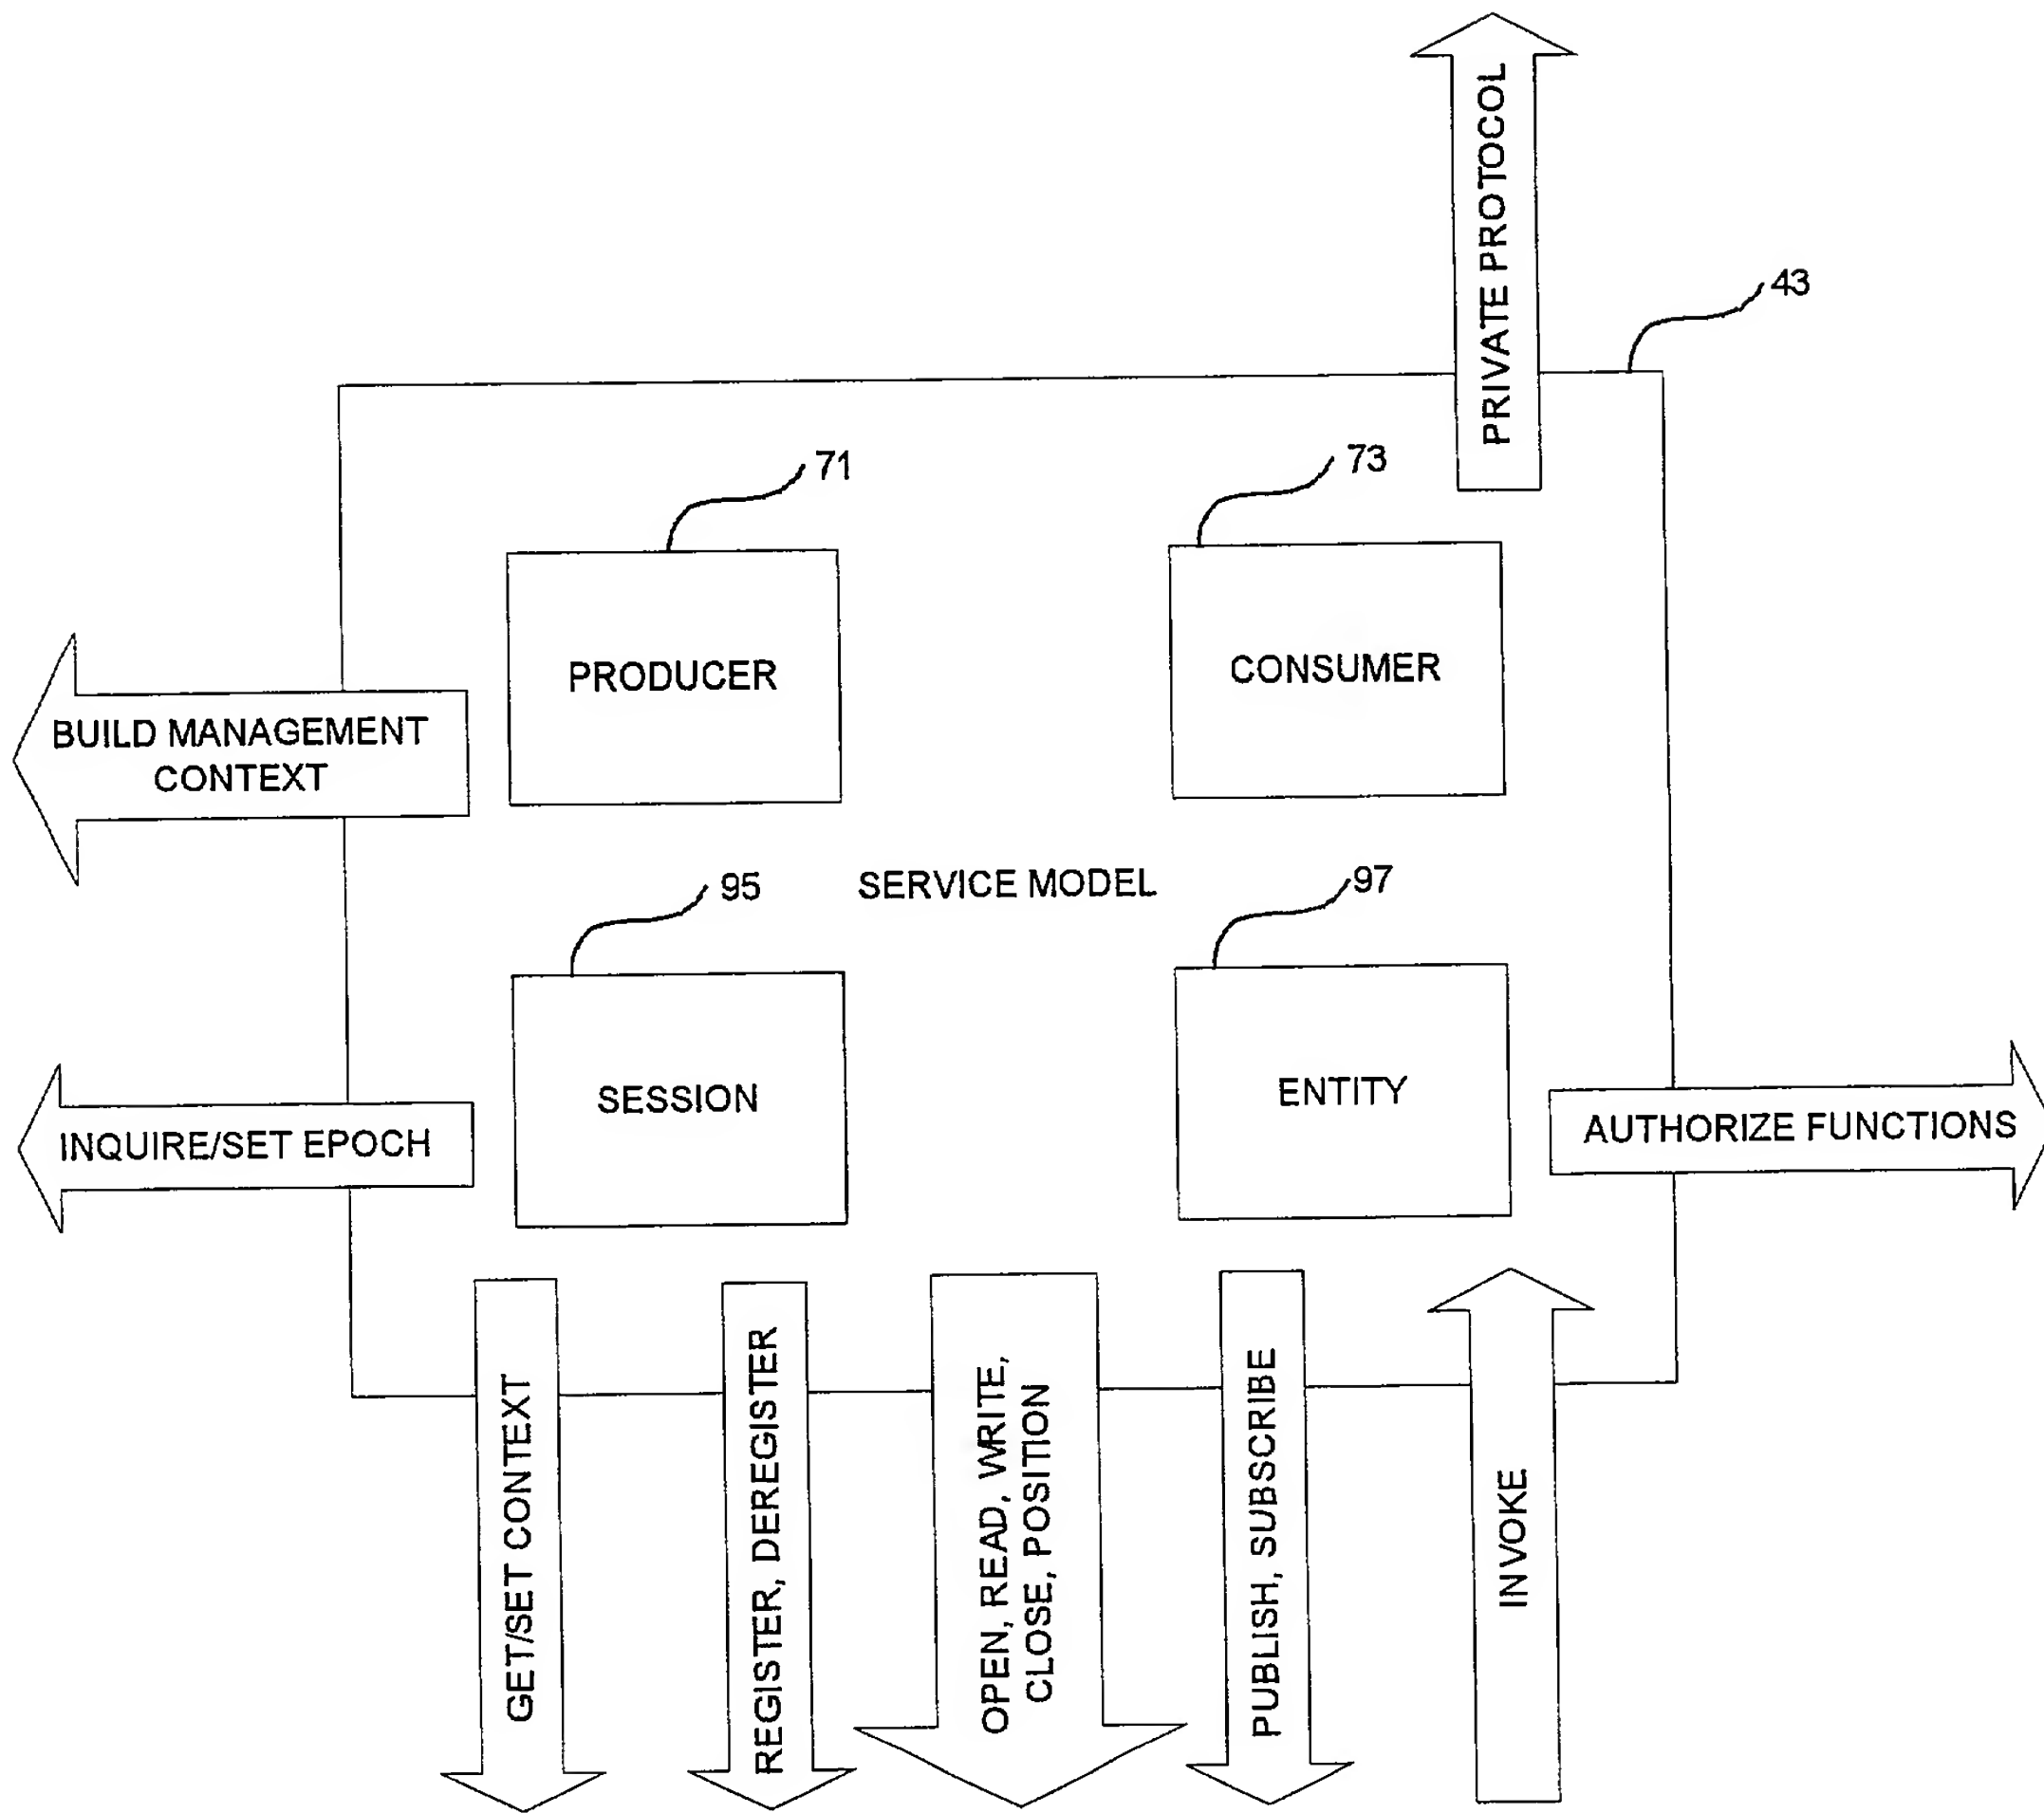 PRIVATE PROTOCOL
43
71
73
PRODUCER
CONSUMER
BUILD MANAGEMENT
CONTEXT
95
SERVICE MODEL
97
SESSION
ENTITY
INQUIRE/SET EPOCH
AUTHORIZE FUNCTIONS
GET/SET CONTEXT
REGISTER, DEREGISTER
OPEN, READ, WRITE,
CLOSE, POSITION
PUBLISH, SUBSCRIBE
INVOKE